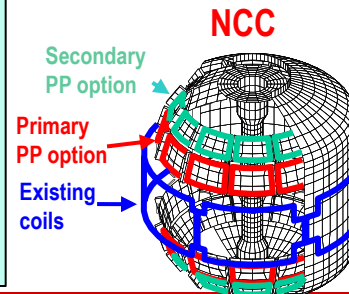 NCC
Secondary
PP option
Primary
PP option
Existing
coils